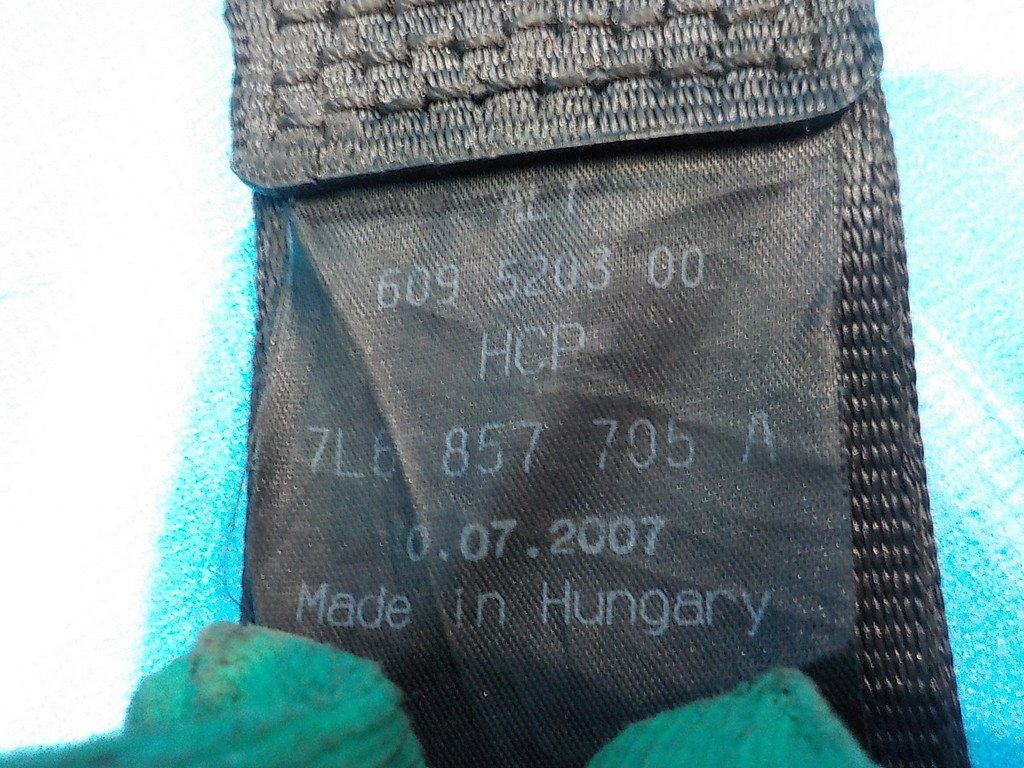 609 5203 00
HCP
7L6 857 705 A
0.07.2007
Made in Hungary